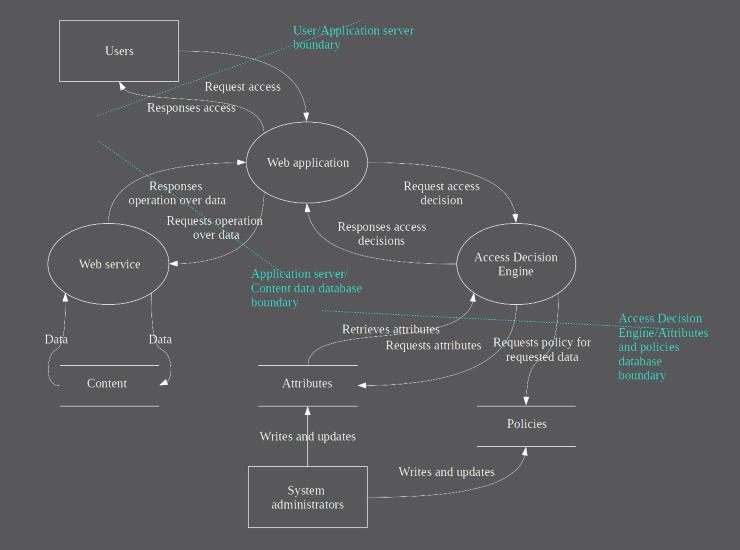 User/Application server
boundary
Users
Request access
Responses access
Web application
Responses
operation over data
Request access
decision
Requests operation
over data
Responses access
decisions
Web service
Access Decision
Engine
Application server/
Content data database
boundary
Access Decision
Engine/Attributes
and policies
database
boundary
Retrieves attributes
Requests attributes
Data
Data
Requests policy for
requested data
Content
Attributes
Policies
Writes and updates
Writes and updates
System
administrators